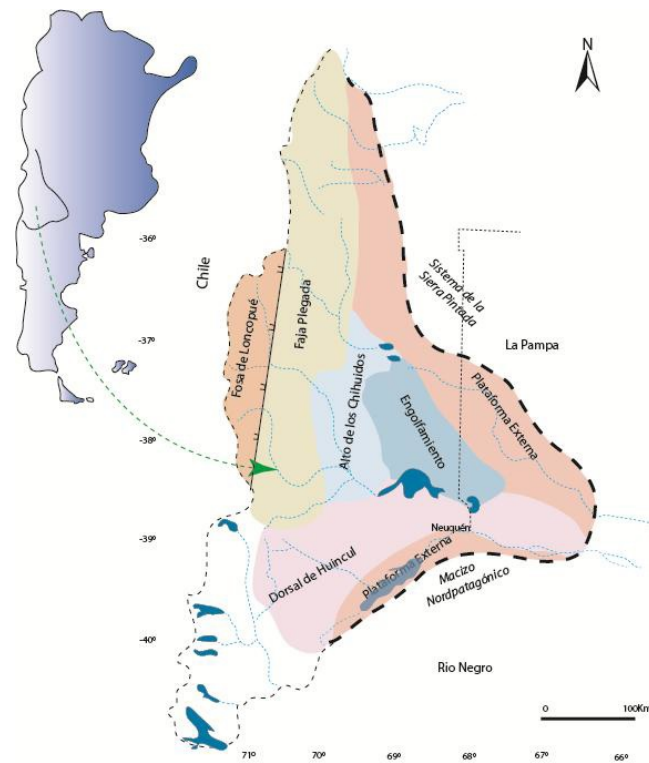 N
-36º
Chile
Sistema de la
Sierra Pintada
Fosa de Loncopué
Faja Plegada
-37º
La Pampa
Alto de los Chihuidos
Engolfamiento
Plataforma Externa
-38º
Neuquén
-39º
Dorsal de Huincul
Plataforma Externa
Macizo
Nordpatagónico
-40º
Rio Negro
0 100Km
71º 70º 69º 68º 67º 66º